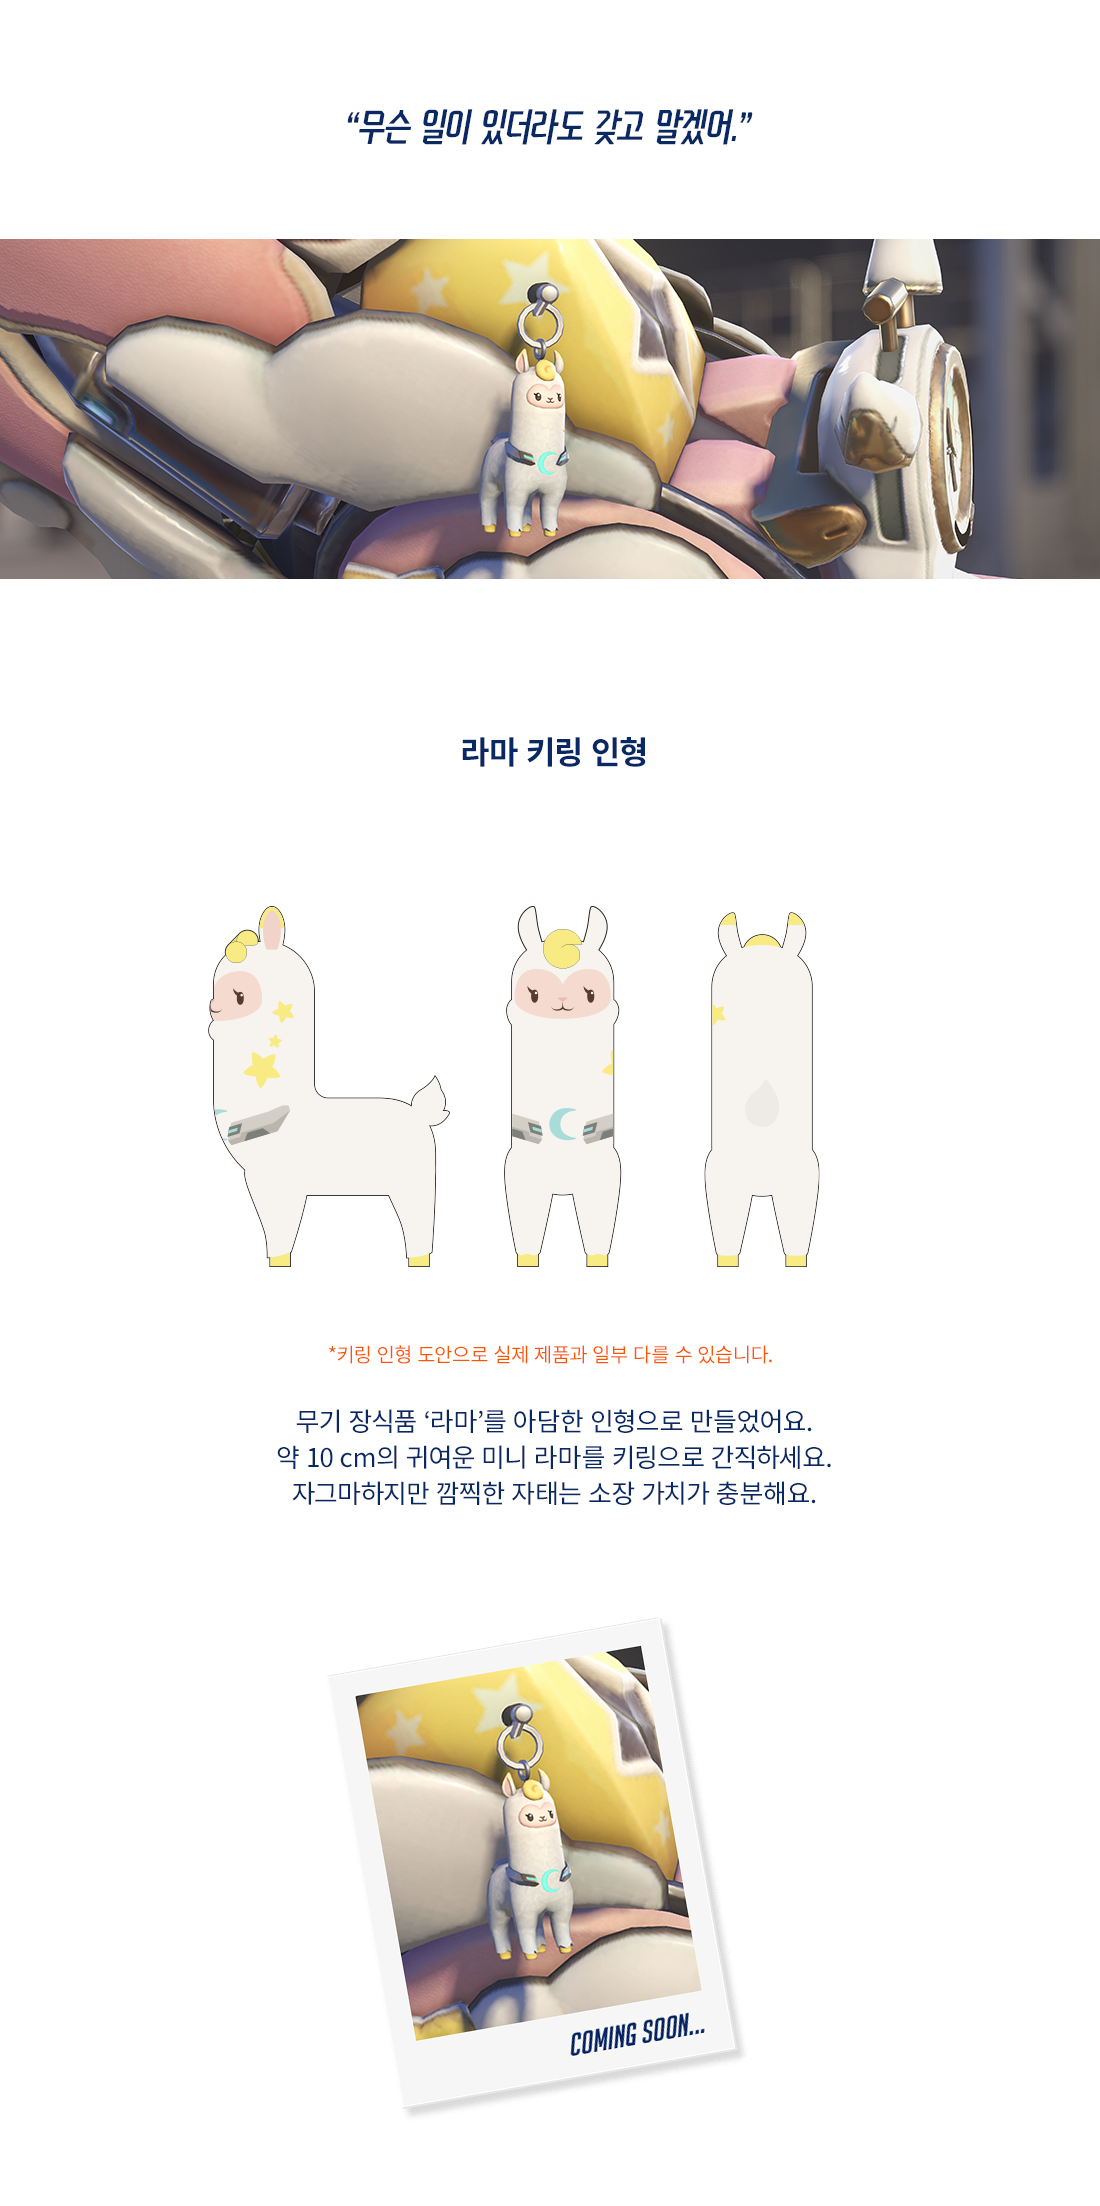 “무슨 일이 있더라도 갖고 말겠어.”
라마 키링 인형
*키링 인형 도안으로 실제 제품과 일부 다를 수 있습니다.
무기 장식품 ‘라마’를 아담한 인형으로 만들었어요.
약 10 cm의 귀여운 미니 라마를 키링으로 간직하세요.
쟈그마하지만 깜찍한 자태는 소장 가치가 충분해요.
COMING SOON...